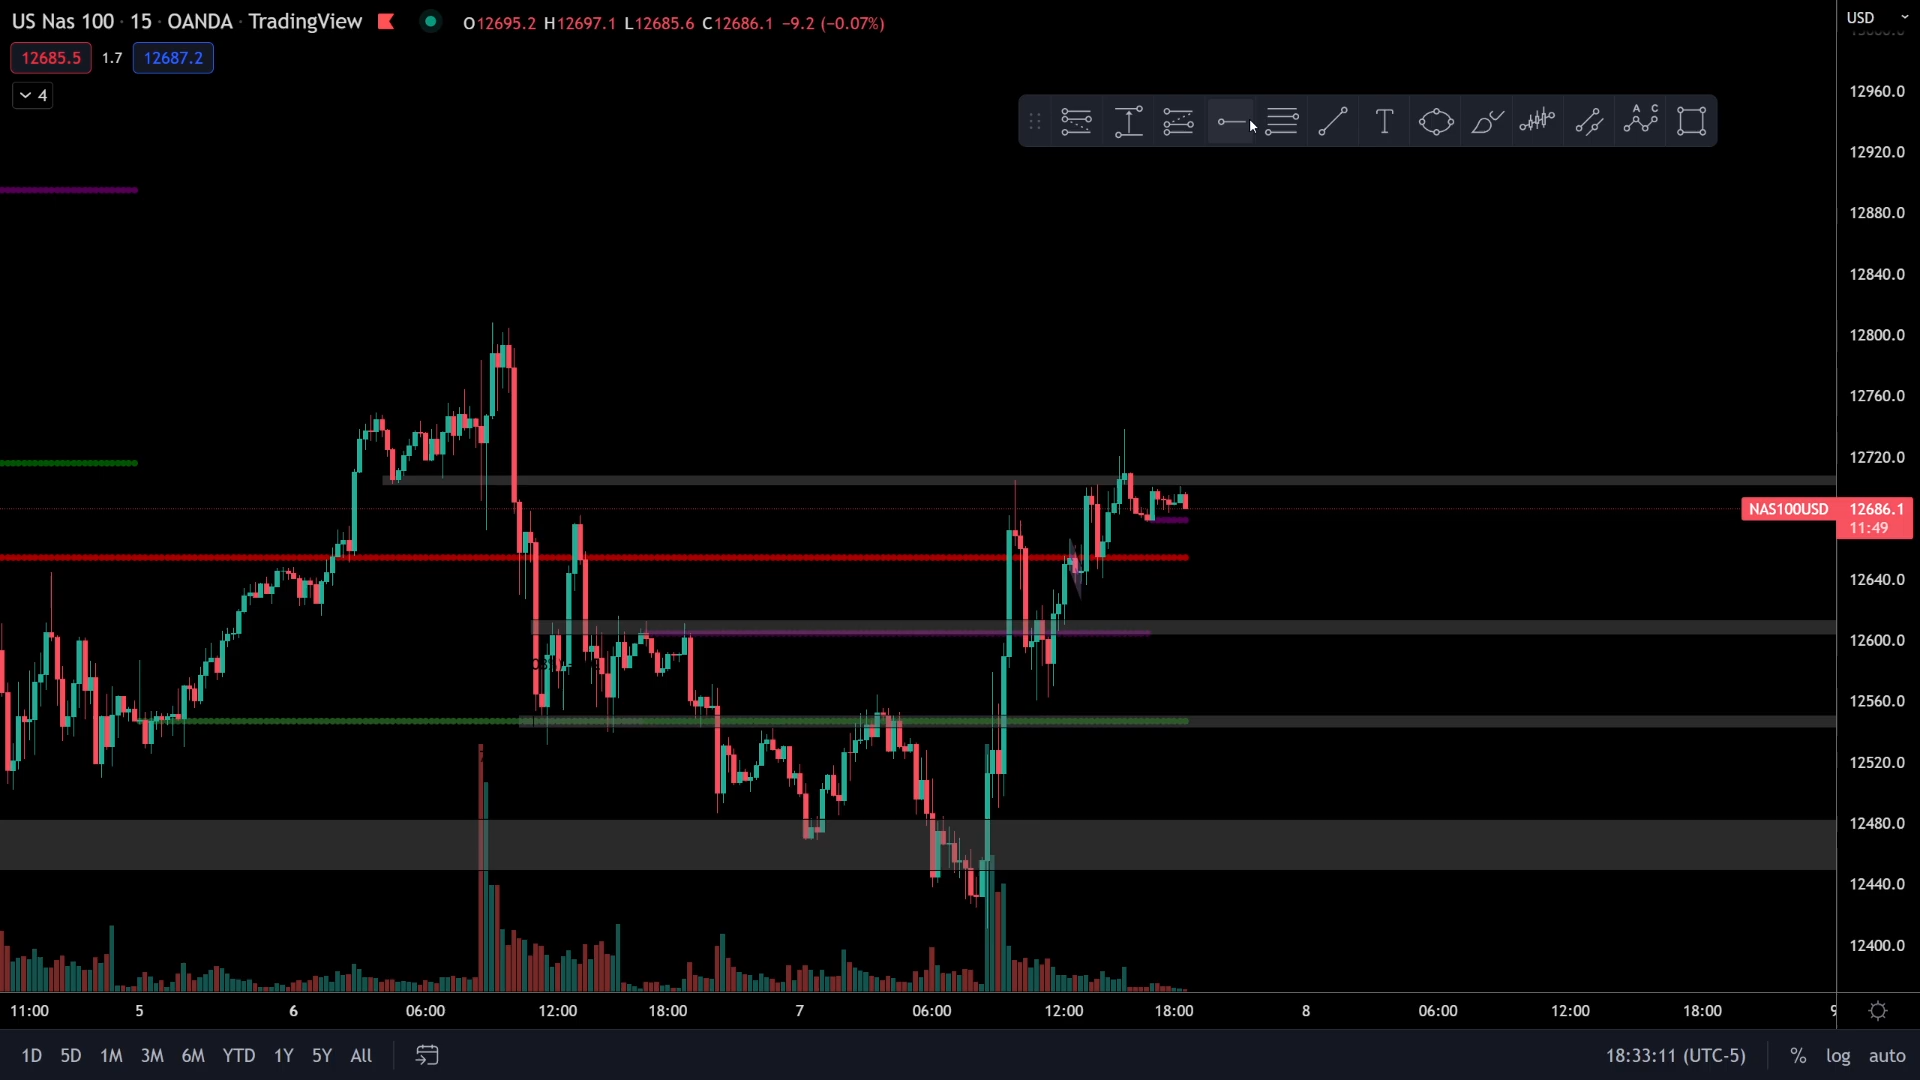 US Nas 100 · 15 · OANDA · TradingView O12695.2 H12697.1 L12685.6 C12686.1 −9.2 (−0.07%)
USD
12685.5 1.7 12687.2
4
T
A C
12960.0
12920.0
12880.0
12840.0
12800.0
12760.0
12720.0
NAS100USD 12686.1
11:49
12640.0
12600.0
12560.0
12520.0
12480.0
12440.0
12400.0
11:00 5 6 06:00 12:00 18:00 7 06:00 12:00 18:00 8 06:00 12:00 18:00
1D 5D 1M 3M 6M YTD 1Y 5Y All 18:33:11 (UTC-5) % log auto